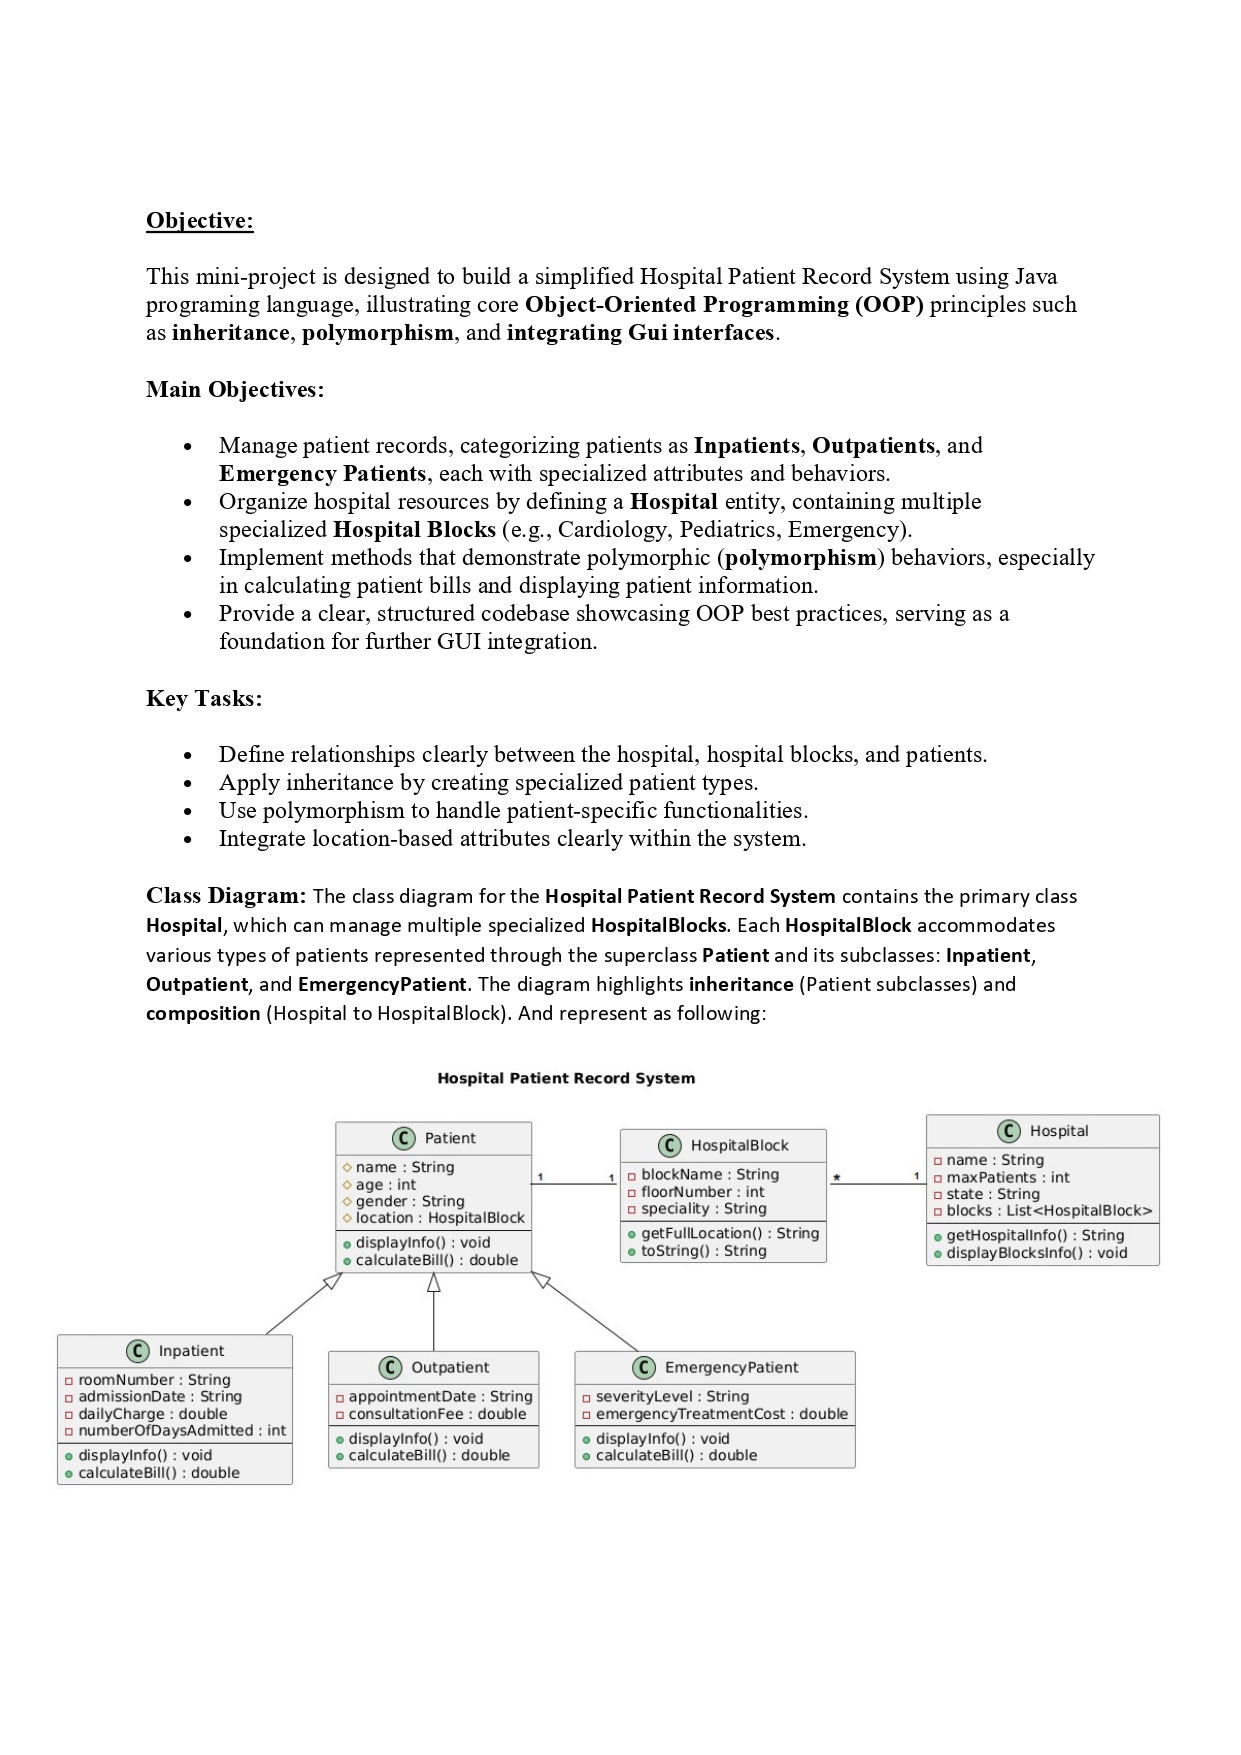 Objective:
This mini-project is designed to build a simplified Hospital Patient Record System using Java
programing language, illustrating core Object-Oriented Programming (OOP) principles such
as inheritance, polymorphism, and integrating Gui interfaces.
Main Objectives:
• Manage patient records, categorizing patients as Inpatients, Outpatients, and
Emergency Patients, each with specialized attributes and behaviors.
• Organize hospital resources by defining a Hospital entity, containing multiple
specialized Hospital Blocks (e.g., Cardiology, Pediatrics, Emergency).
• Implement methods that demonstrate polymorphic (polymorphism) behaviors, especially
in calculating patient bills and displaying patient information.
• Provide a clear, structured codebase showcasing OOP best practices, serving as a
foundation for further GUI integration.
Key Tasks:
• Define relationships clearly between the hospital, hospital blocks, and patients.
• Apply inheritance by creating specialized patient types.
• Use polymorphism to handle patient-specific functionalities.
• Integrate location-based attributes clearly within the system.
Class Diagram: The class diagram for the Hospital Patient Record System contains the primary class
Hospital, which can manage multiple specialized HospitalBlocks. Each HospitalBlock accommodates
various types of patients represented through the superclass Patient and its subclasses: Inpatient,
Outpatient, and EmergencyPatient. The diagram highlights inheritance (Patient subclasses) and
composition (Hospital to HospitalBlock). And represent as following:
Hospital Patient Record System
C Patient
name : String
age : int
gender : String
location : HospitalBlock
displayInfo() : void
calculateBill() : double
1
1
C HospitalBlock
blockName : String
floorNumber : int
speciality : String
getFullLocation() : String
toString() : String
*
1
C Hospital
name : String
maxPatients : int
state : String
blocks : List<HospitalBlock>
getHospitalInfo() : String
displayBlocksInfo() : void
C Inpatient
roomNumber : String
admissionDate : String
dailyCharge : double
numberOfDaysAdmitted : int
displayInfo() : void
calculateBill() : double
C Outpatient
appointmentDate : String
consultationFee : double
displayInfo() : void
calculateBill() : double
C EmergencyPatient
severityLevel : String
emergencyTreatmentCost : double
displayInfo() : void
calculateBill() : double